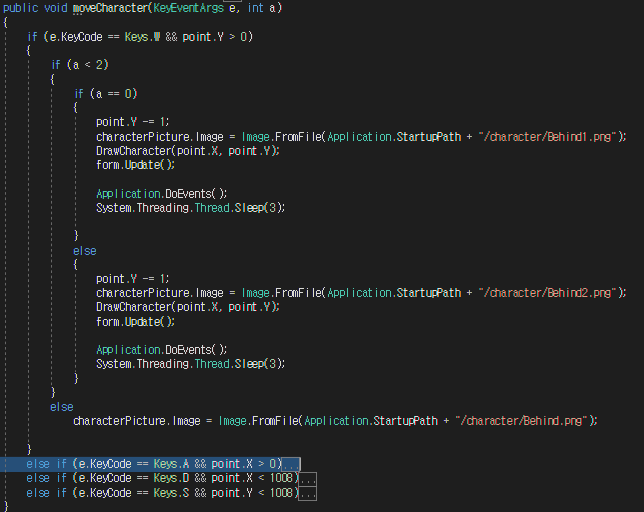 public void moveCharacter(KeyEventArgs e, int a)
{
if (e.KeyCode == Keys.W && point.Y > 0)
{
if (a < 2)
{
if (a == 0)
{
point.Y -= 1;
characterPicture.Image = Image.FromFile(Application.StartupPath + "/character/Behind1.png");
DrawCharacter(point.X, point.Y);
form.Update();
Application.DoEvents();
System.Threading.Thread.Sleep(3);
}
else
{
point.Y -= 1;
characterPicture.Image = Image.FromFile(Application.StartupPath + "/character/Behind2.png");
DrawCharacter(point.X, point.Y);
form.Update();
Application.DoEvents();
System.Threading.Thread.Sleep(3);
}
}
else
characterPicture.Image = Image.FromFile(Application.StartupPath + "/character/Behind.png");
}
else if (e.KeyCode == Keys.A && point.X > 0)...
else if (e.KeyCode == Keys.D && point.X < 1008)...
else if (e.KeyCode == Keys.S && point.Y < 1008)...
}